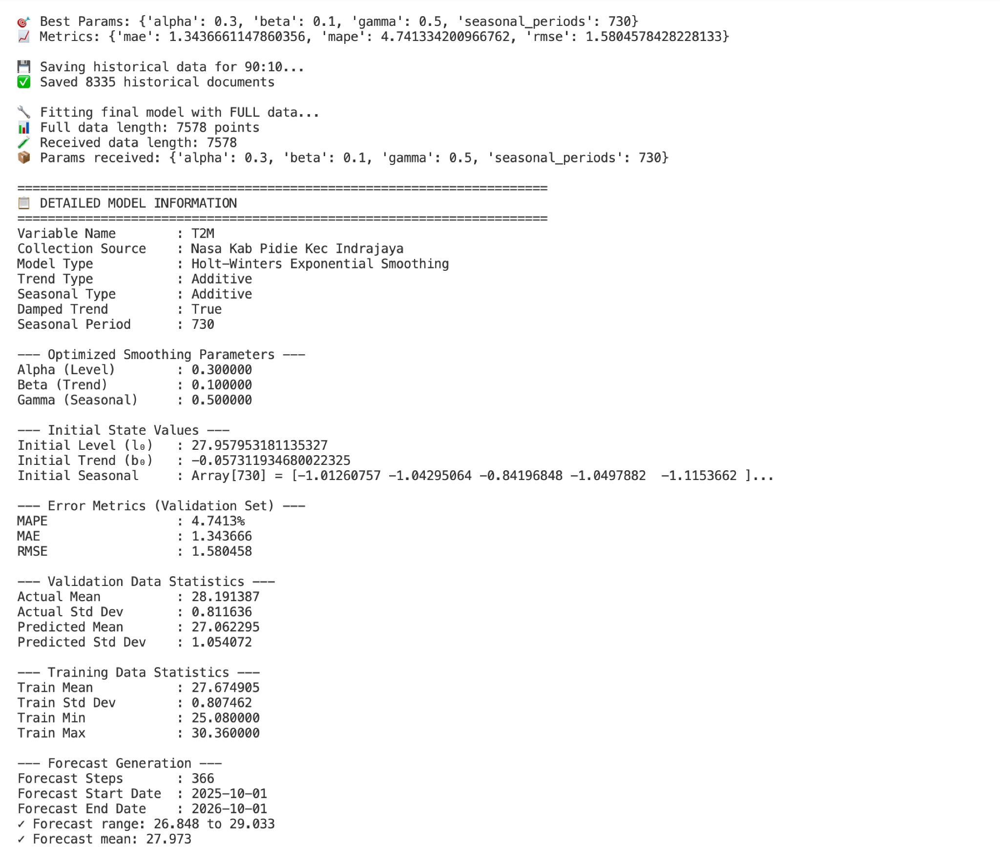 🎯 Best Params: {'alpha': 0.3, 'beta': 0.1, 'gamma': 0.5, 'seasonal_periods': 730}
📈 Metrics: {'mae': 1.3436661147860356, 'mape': 4.741334200966762, 'rmse': 1.5804578428228133}
💾 Saving historical data for 90:10...
✅ Saved 8335 historical documents
🔧 Fitting final model with FULL data...
📊 Full data length: 7578 points
🧪 Received data length: 7578
📦 Params received: {'alpha': 0.3, 'beta': 0.1, 'gamma': 0.5, 'seasonal_periods': 730}
======================================================================
📋 DETAILED MODEL INFORMATION
======================================================================
Variable Name        : T2M
Collection Source    : Nasa Kab Pidie Kec Indrajaya
Model Type           : Holt-Winters Exponential Smoothing
Trend Type           : Additive
Seasonal Type        : Additive
Damped Trend         : True
Seasonal Period      : 730
--- Optimized Smoothing Parameters ---
Alpha (Level)        : 0.300000
Beta (Trend)         : 0.100000
Gamma (Seasonal)     : 0.500000
--- Initial State Values ---
Initial Level (l₀)   : 27.957953181135327
Initial Trend (b₀)   : -0.057311934680022325
Initial Seasonal     : Array[730] = [-1.01260757 -1.04295064 -0.84196848 -1.0497882  -1.1153662 ]...
--- Error Metrics (Validation Set) ---
MAPE                 : 4.7413%
MAE                  : 1.343666
RMSE                 : 1.580458
--- Validation Data Statistics ---
Actual Mean          : 28.191387
Actual Std Dev       : 0.811636
Predicted Mean       : 27.062295
Predicted Std Dev    : 1.054072
--- Training Data Statistics ---
Train Mean           : 27.674905
Train Std Dev        : 0.807462
Train Min            : 25.080000
Train Max            : 30.360000
--- Forecast Generation ---
Forecast Steps       : 366
Forecast Start Date  : 2025-10-01
Forecast End Date    : 2026-10-01
✓ Forecast range: 26.848 to 29.033
✓ Forecast mean: 27.973